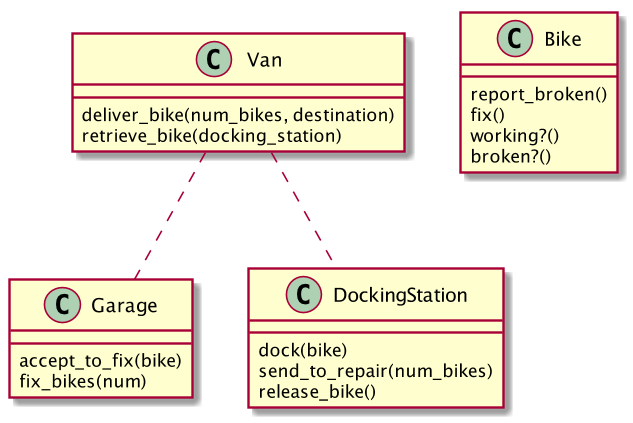 C Van
deliver_bike(num_bikes, destination)
retrieve_bike(docking_station)
C Bike
report_broken()
fix()
working?()
broken?()
C Garage
accept_to_fix(bike)
fix_bikes(num)
C DockingStation
dock(bike)
send_to_repair(num_bikes)
release_bike()